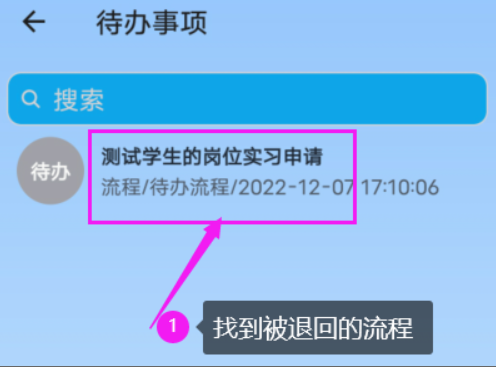 待办事项
搜索
待办
测试学生的岗位实习申请
流程/待办流程/2022-12-07 17:10:06
1
找到被退回的流程